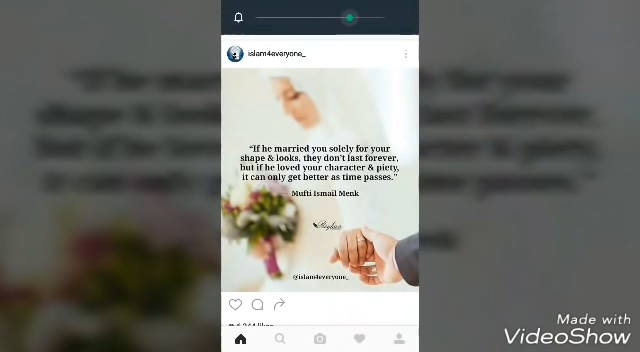 islam4everyone_
“If he married you solely for your
shape & looks, they don't last forever,
but if he loved your character & piety,
it can only get better as time passes.”
Mufti Ismail Menk
@islam4everyone_
Made with
VideoShow